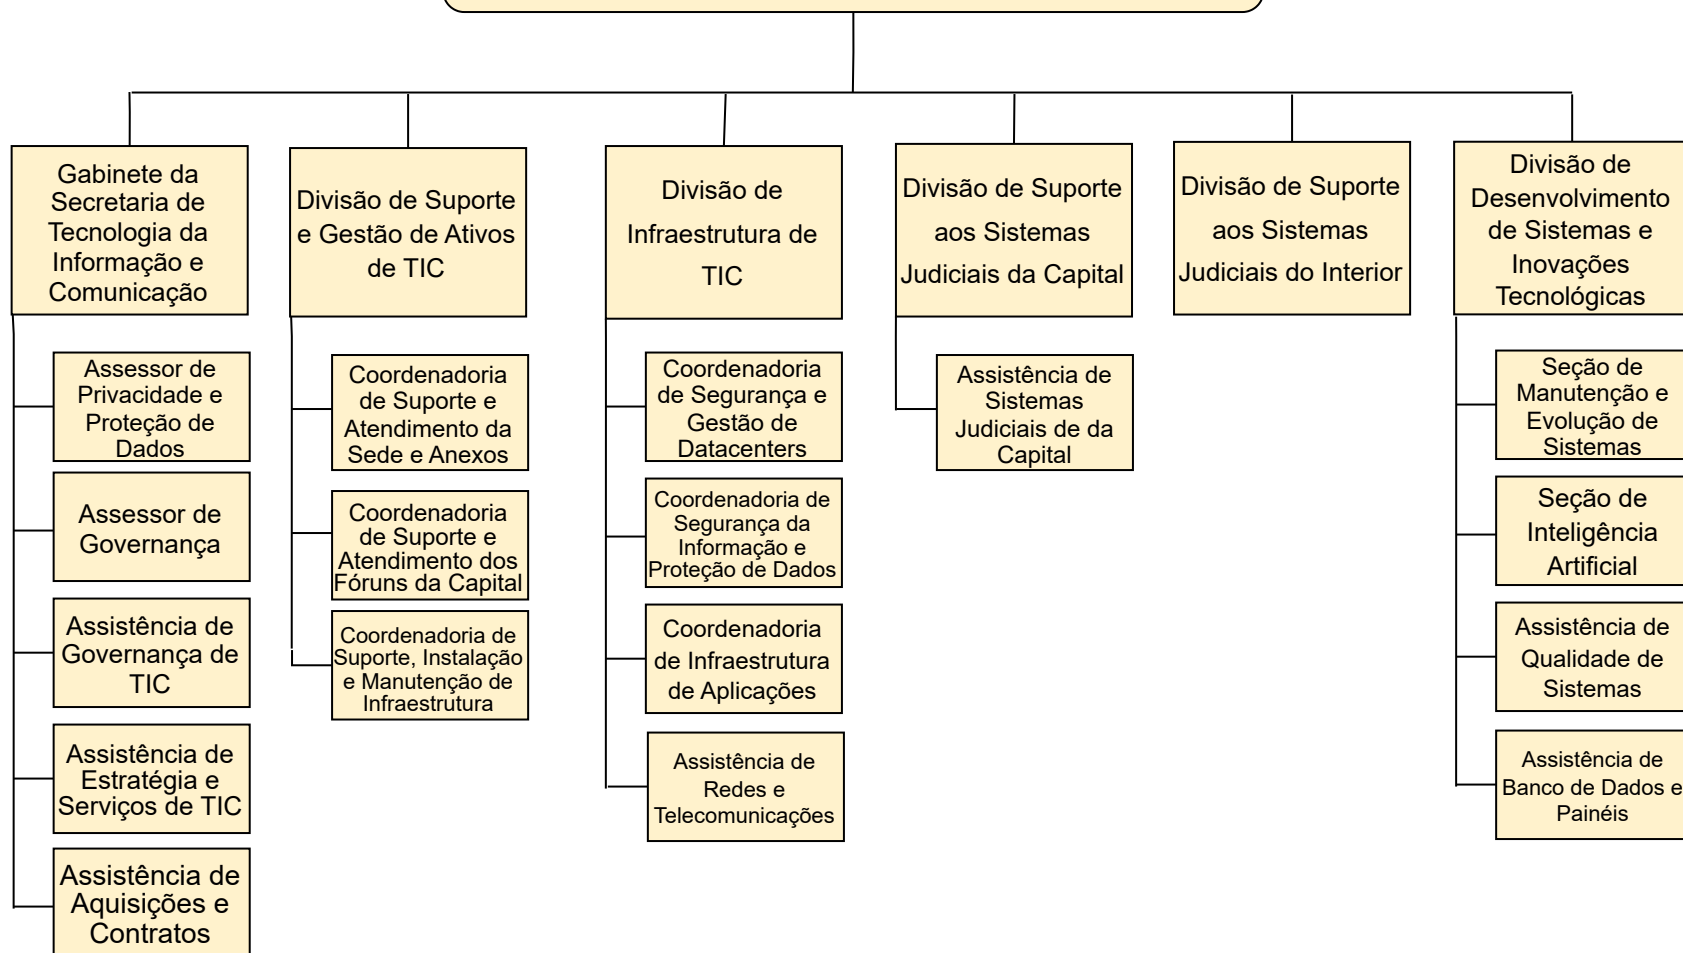 Gabinete da
Secretaria de
Tecnologia da
Informação e
Comunicação
Divisão de Suporte
e Gestão de Ativos
de TIC
Divisão de
Infraestrutura de
TIC
Divisão de Suporte
aos Sistemas
Judiciais da Capital
Divisão de Suporte
aos Sistemas
Judiciais do Interior
Divisão de
Desenvolvimento
de Sistemas e
Inovações
Tecnológicas
Assessor de
Privacidade e
Proteção de
Dados
Assessor de
Governança
Assistência de
Governança de
TIC
Assistência de
Estratégia e
Serviços de TIC
Assistência de
Aquisições e
Contratos
Coordenadoria
de Suporte e
Atendimento da
Sede e Anexos
Coordenadoria
de Suporte e
Atendimento dos
Fóruns da Capital
Coordenadoria de
Suporte, Instalação
e Manutenção de
Infraestrutura
Coordenadoria
de Segurança e
Gestão de
Datacenters
Coordenadoria de
Segurança da
Informação e
Proteção de Dados
Coordenadoria
de Infraestrutura
de Aplicações
Assistência de
Redes e
Telecomunicações
Assistência de
Sistemas
Judiciais de da
Capital
Seção de
Manutenção e
Evolução de
Sistemas
Seção de
Inteligência
Artificial
Assistência de
Qualidade de
Sistemas
Assistência de
Banco de Dados e
Painéis